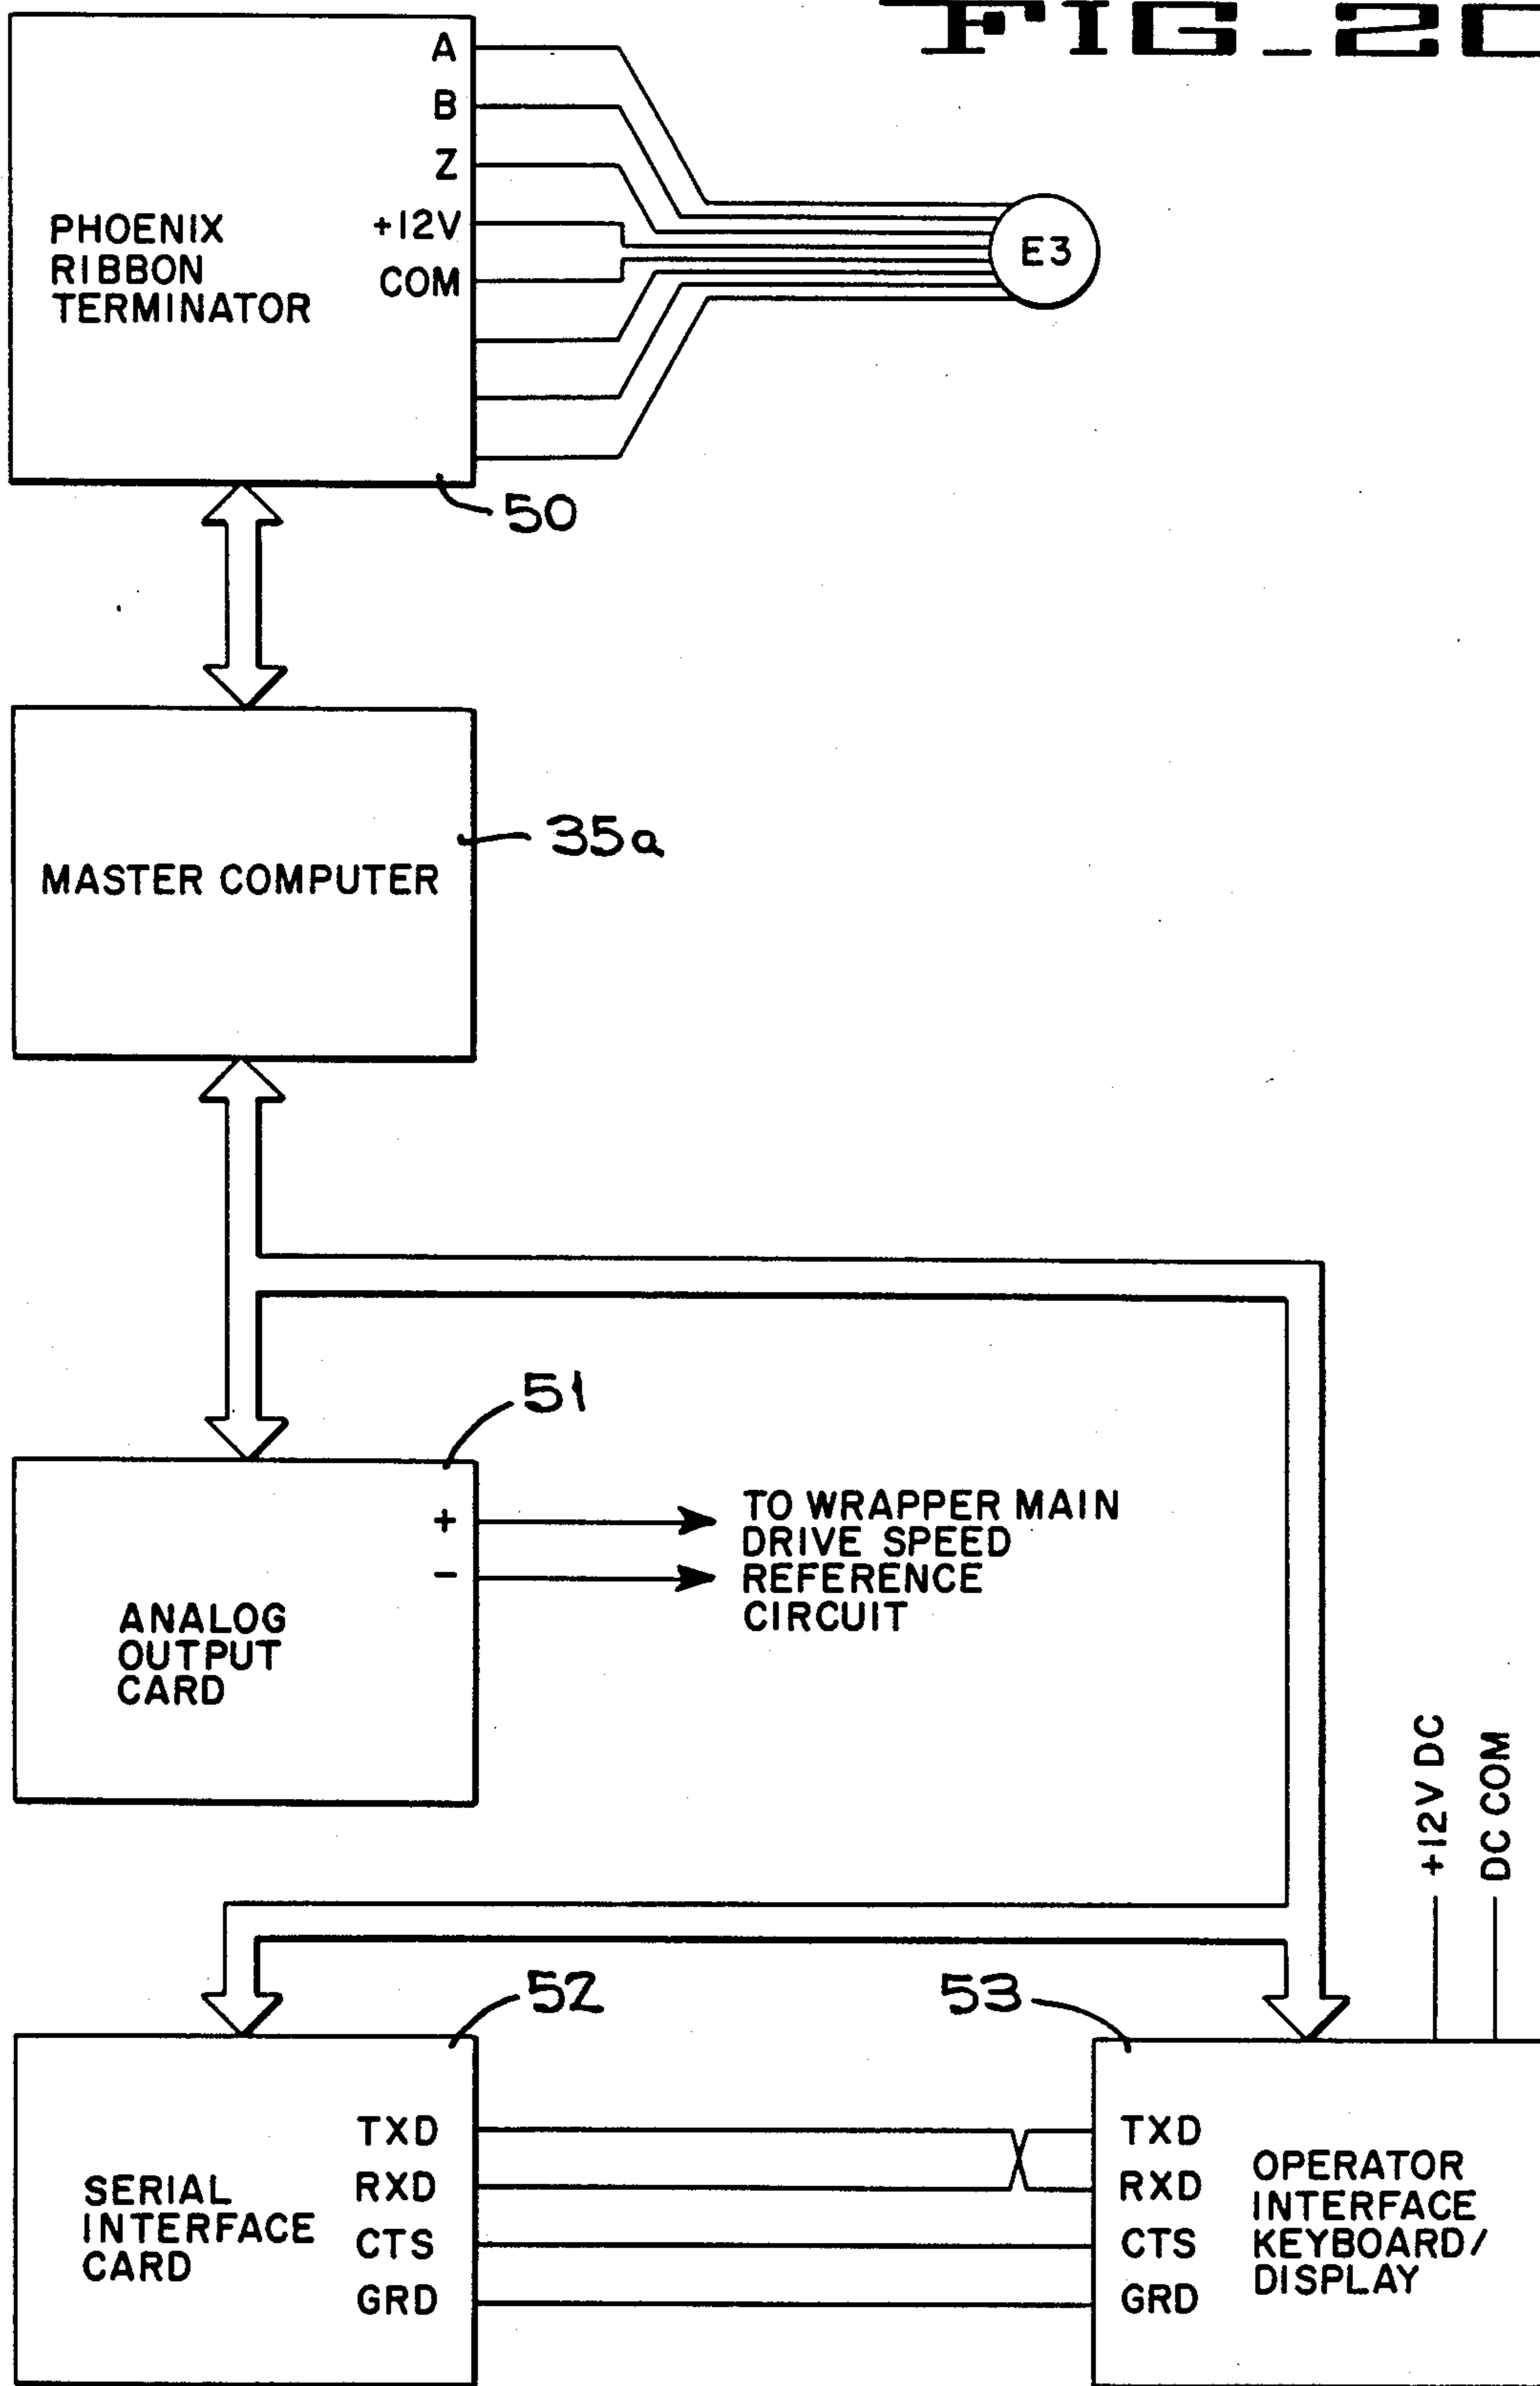 FIG_2C
A
B
Z
+12V
COM
PHOENIX
RIBBON
TERMINATOR
E3
50
35a
MASTER COMPUTER
51
+
-
TO WRAPPER MAIN
DRIVE SPEED
REFERENCE
CIRCUIT
ANALOG
OUTPUT
CARD
+12V DC
DC COM
52
53
TXD
RXD
CTS
GRD
SERIAL
INTERFACE
CARD
TXD
RXD
CTS
GRD
OPERATOR
INTERFACE
KEYBOARD/
DISPLAY